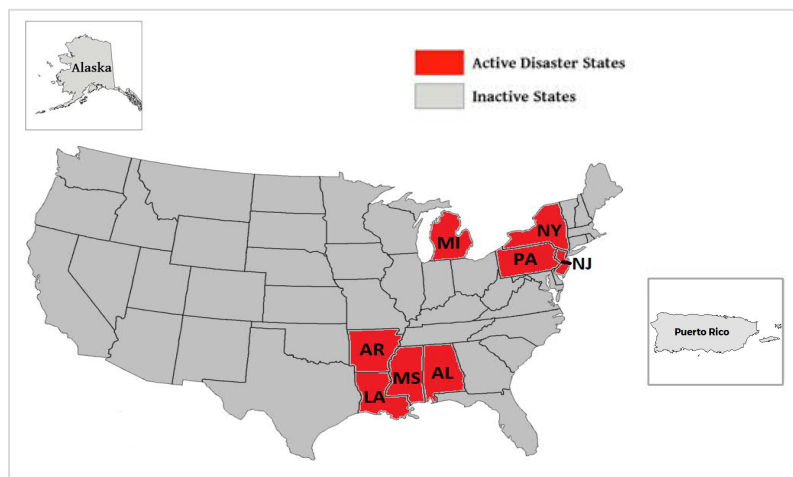 Alaska
Active Disaster States
Inactive States
MI
NY
PA
NJ
Puerto Rico
AR
MS
AL
LA